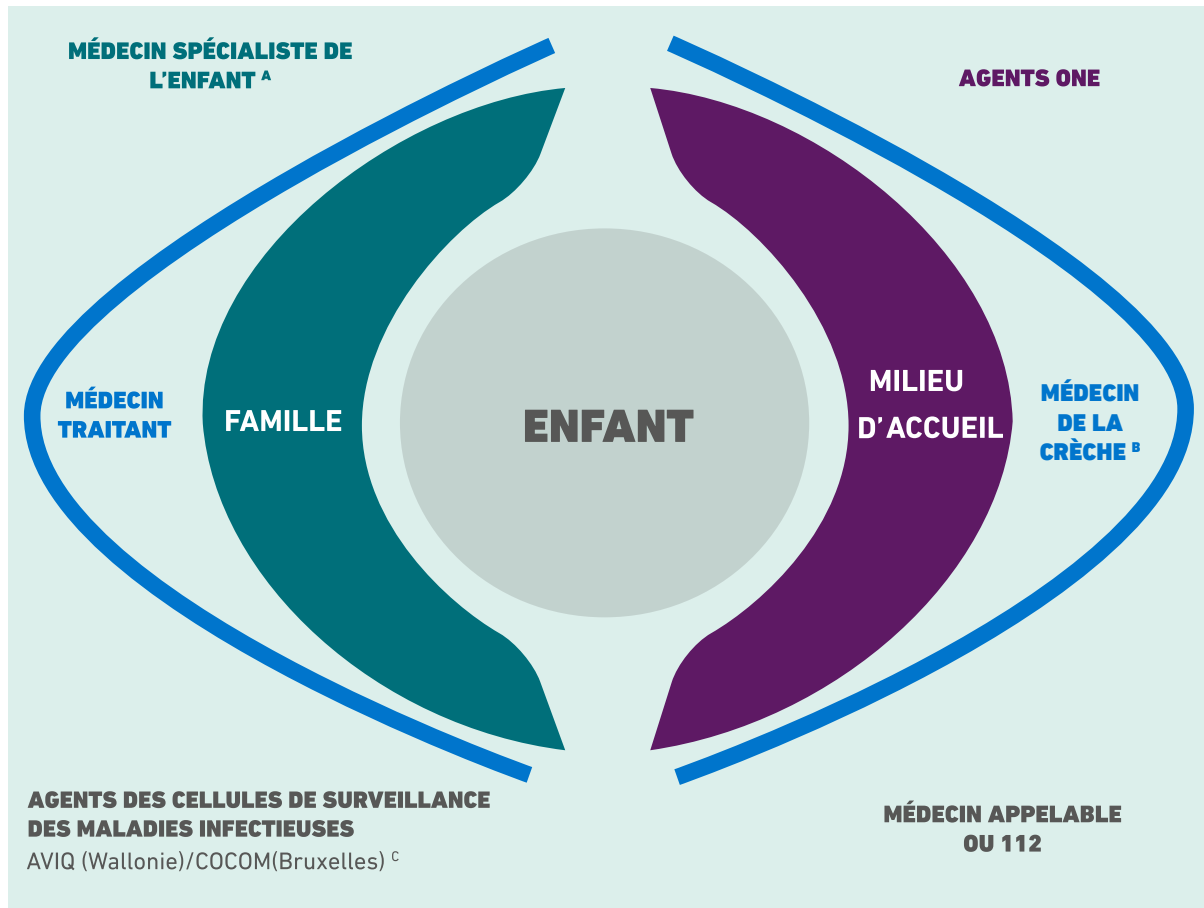 MÉDECIN SPÉCIALISTE DE
L'ENFANT A
AGENTS ONE
MÉDECIN
TRAITANT
FAMILLE
ENFANT
MILIEU
D'ACCUEIL
MÉDECIN
DE LA
CRÈCHE B
AGENTS DES CELLULES DE SURVEILLANCE
DES MALADIES INFECTIEUSES
AVIQ (Wallonie)/COCOM(Bruxelles) C
MÉDECIN APPELABLE
OU 112